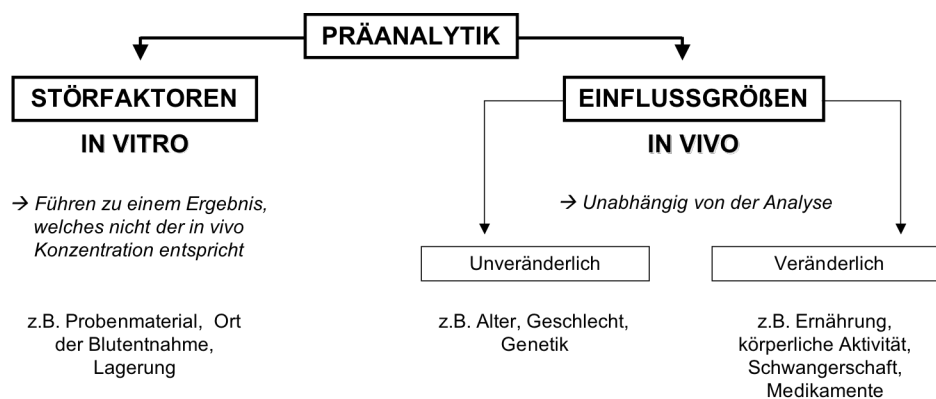 PRÄANALYTIK
STÖRFAKTOREN
IN VITRO
→ Führen zu einem Ergebnis,
welches nicht der in vivo
Konzentration entspricht
z.B. Probenmaterial, Ort
der Blutentnahme,
Lagerung
EINFLUSSGRÖßEN
IN VIVO
→ Unabhängig von der Analyse
Unveränderlich
z.B. Alter, Geschlecht,
Genetik
Veränderlich
z.B. Ernährung,
körperliche Aktivität,
Schwangerschaft,
Medikamente